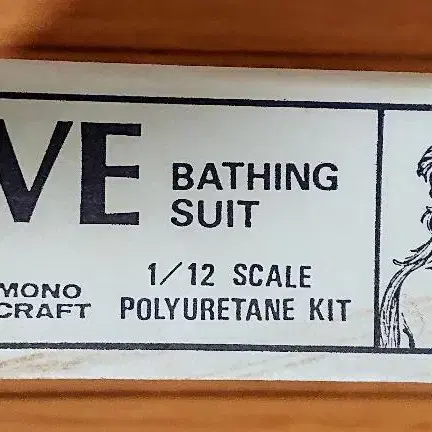 VE
BATHING
SUIT
MONO
CRAFT
1/12 SCALE
POLYURETANE KIT